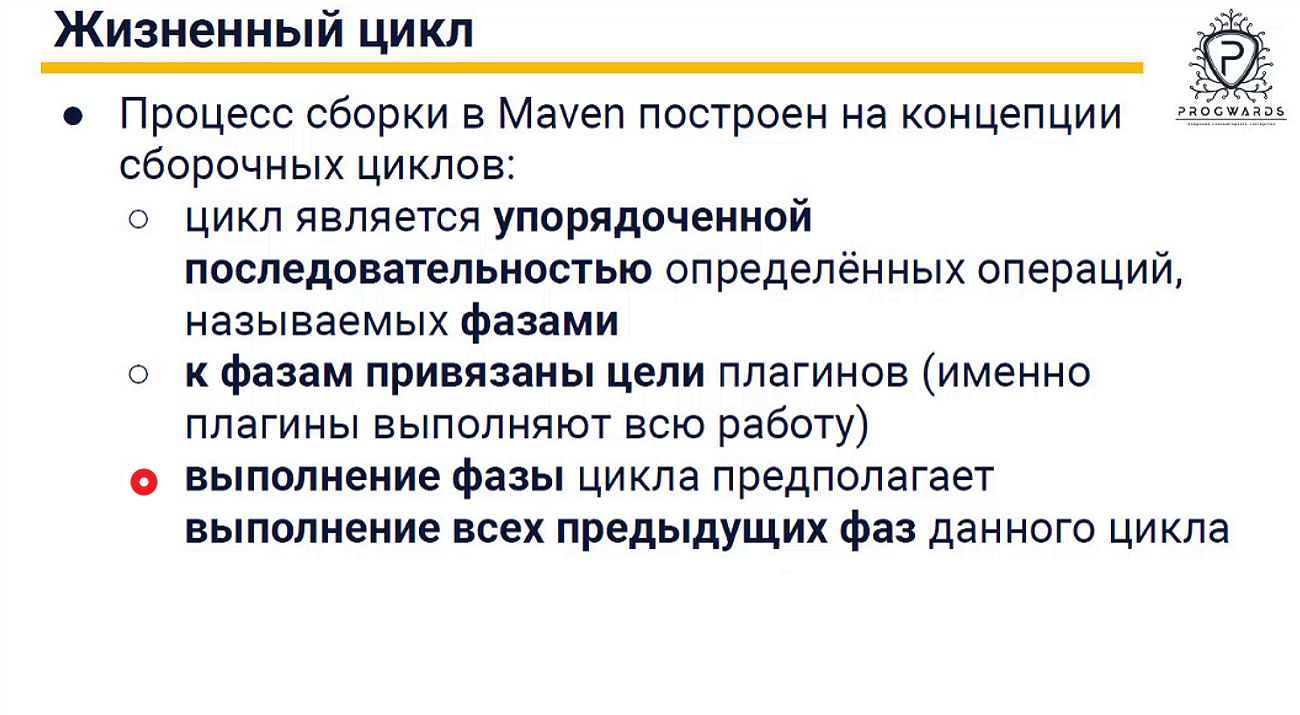 Жизненный цикл
PROGWARDS
● Процесс сборки в Maven построен на концепции
сборочных циклов:
○ цикл является упорядоченной
последовательностью определённых операций,
называемых фазами
○ к фазам привязаны цели плагинов (именно
плагины выполняют всю работу)
выполнение фазы цикла предполагает
выполнение всех предыдущих фаз данного цикла